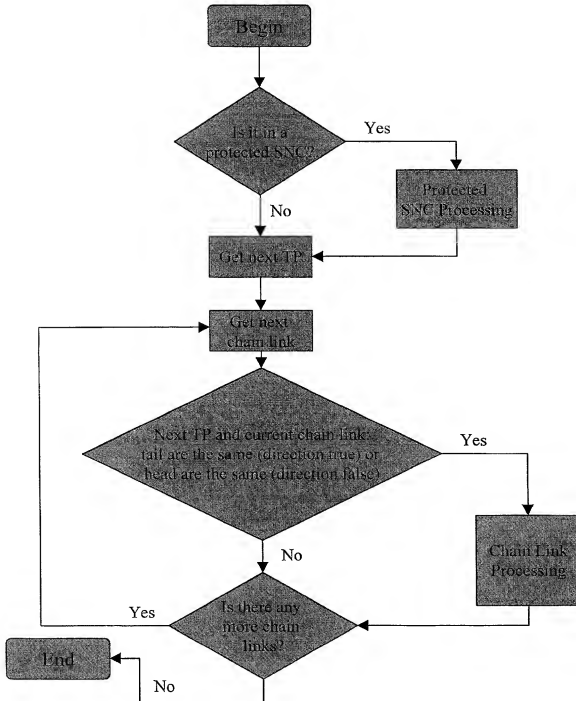 Begin
Is it in a
protected SNC?
Yes
Protected
SNC Processing
No
Get next TP
Get next
chain link
Next TP and current chain link:
tail are the same (direction true) or
head are the same (direction false)
Yes
Chain Link
Processing
No
Is there any
more chain
links?
Yes
End
No